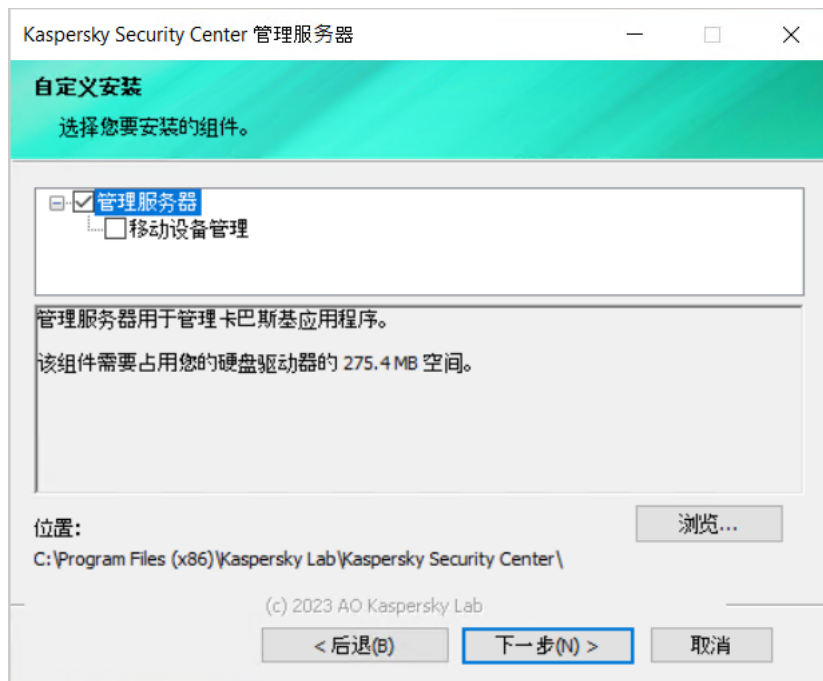 Kaspersky Security Center 管理服务器
自定义安装
选择您要安装的组件。
管理服务器
移动设备管理
管理服务器用于管理卡巴斯基应用程序。
该组件需要占用您的硬盘驱动器的 275.4 MB 空间。
浏览...
位置:
C:\Program Files (x86)\Kaspersky Lab\Kaspersky Security Center\
(c) 2023 AO Kaspersky Lab
< 后退(B)
下一步(N) >
取消